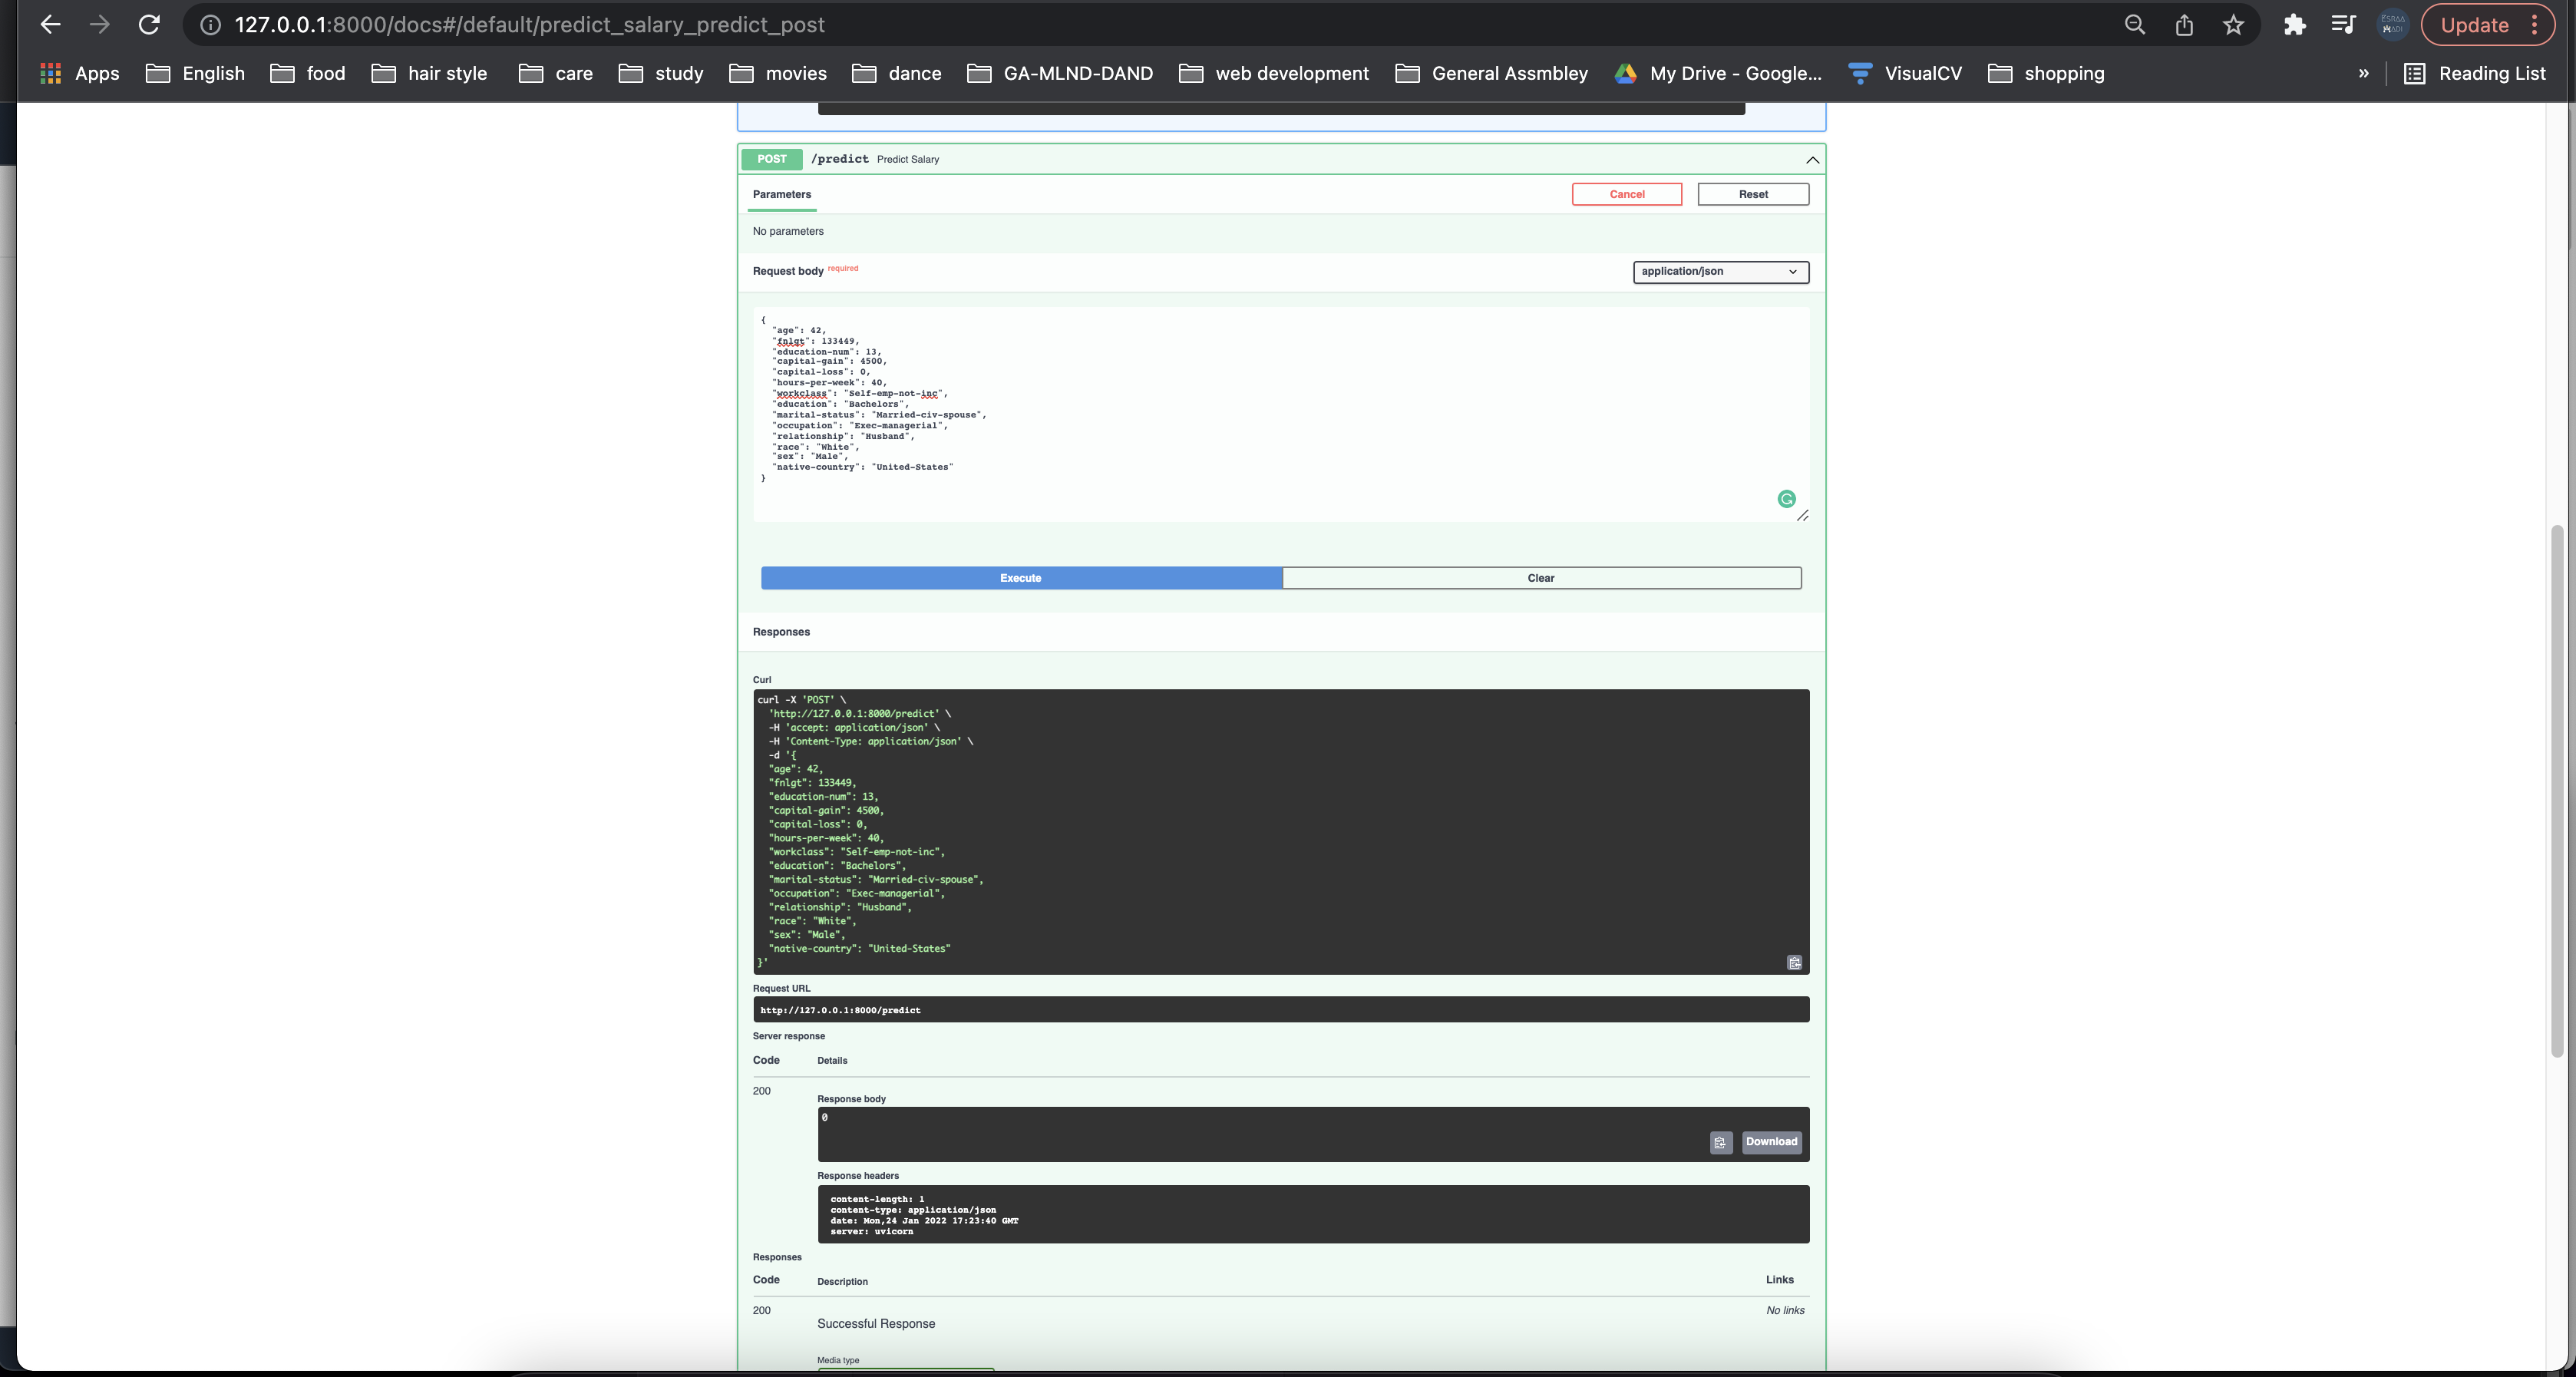 127.0.0.1:8000/docs#/default/predict_salary_predict_post
Update
Apps English food hair style care study movies dance GA-MLND-DAND web development General Assmbley My Drive - Google... VisualCV shopping » Reading List
POST /predict Predict Salary
Parameters Cancel Reset
No parameters
Request body required application/json
{
"age": 42,
"fnlgt": 133449,
"education-num": 13,
"capital-gain": 4500,
"capital-loss": 0,
"hours-per-week": 40,
"workclass": "Self-emp-not-inc",
"education": "Bachelors",
"marital-status": "Married-civ-spouse",
"occupation": "Exec-managerial",
"relationship": "Husband",
"race": "White",
"sex": "Male",
"native-country": "United-States"
}
Execute Clear
Responses
Curl
curl -X 'POST' \
'http://127.0.0.1:8000/predict' \
-H 'accept: application/json' \
-H 'Content-Type: application/json' \
-d '{
"age": 42,
"fnlgt": 133449,
"education-num": 13,
"capital-gain": 4500,
"capital-loss": 0,
"hours-per-week": 40,
"workclass": "Self-emp-not-inc",
"education": "Bachelors",
"marital-status": "Married-civ-spouse",
"occupation": "Exec-managerial",
"relationship": "Husband",
"race": "White",
"sex": "Male",
"native-country": "United-States"
}'
Request URL
http://127.0.0.1:8000/predict
Server response
Code Details
200
Response body
0
Download
Response headers
content-length: 1
content-type: application/json
date: Mon,24 Jan 2022 17:23:40 GMT
server: uvicorn
Responses
Code Description Links
200 No links
Successful Response
Media type